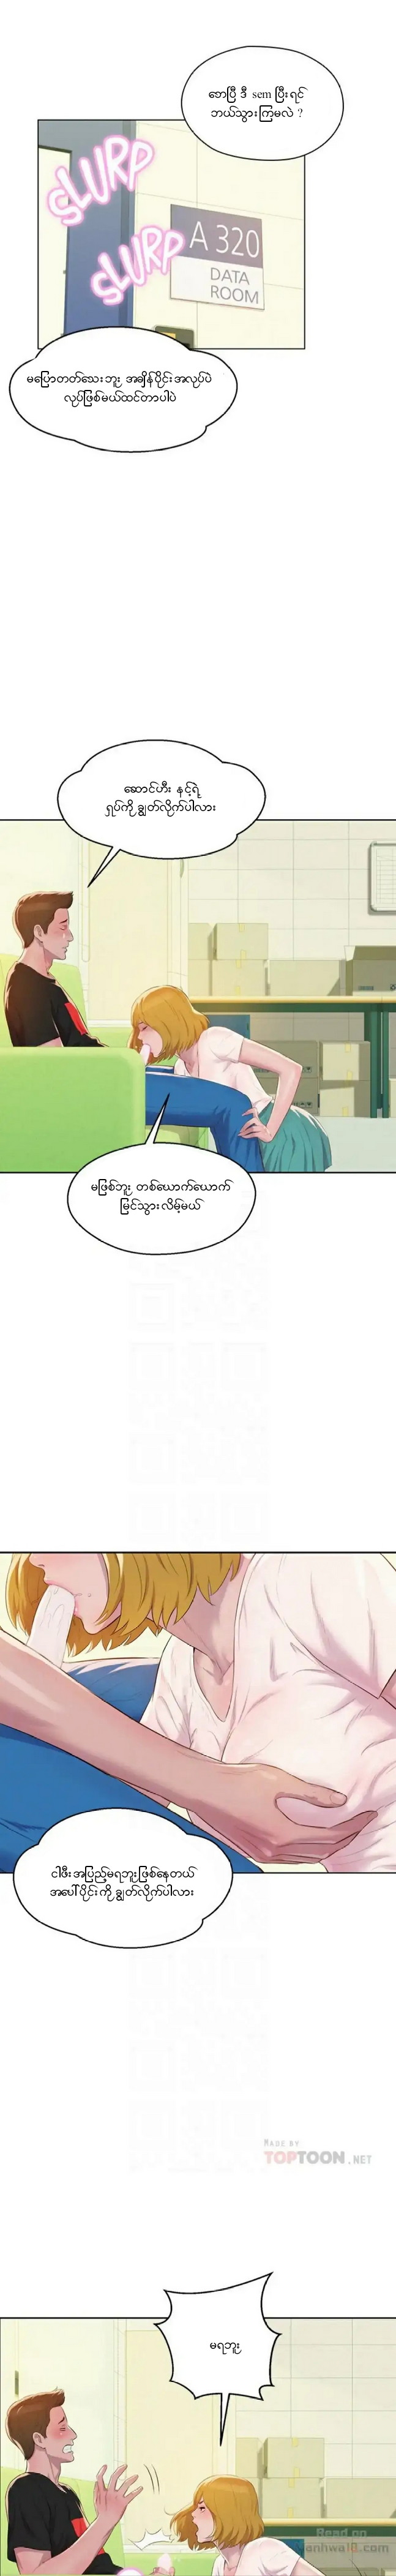 ဘေပြီ ဒီ sem ပြီးရင်
ဘယ်သွားကြမလဲ ?
SLURP
SLURP
A 320
DATA
ROOM
မပြောတတ်သေးဘူး အချိန်ပိုင်းအလုပ်ပဲ
လုပ်ဖြစ်မယ်ထင်တာပါပဲ
ဆောင်ဟီး နင့်ရဲ့
ရှပ်ကို ချွတ်လိုက်ပါလား
မဖြစ်ဘူး တစ်ယောက်ယောက်
မြင်သွားလိမ့်မယ်
ငါဖီးအပြည့်မရဘူးဖြစ်နေတယ်
အပေါ်ပိုင်းကို ချွတ်လိုက်ပါလား
MADE BY
TOPTOON.NET
မရဘူး
Read on